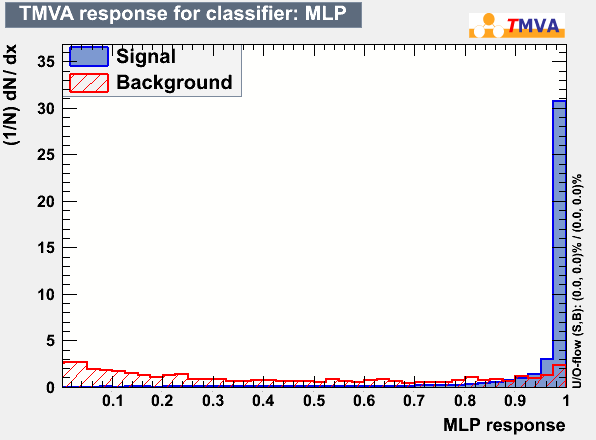 TMVA response for classifier: MLP
TMVA
Signal
Background
(1/N) dN / dx
35
30
25
20
15
10
5
0
0.1 0.2 0.3 0.4 0.5 0.6 0.7 0.8 0.9 1
MLP response
U/O-flow (S,B): (0.0, 0.0)% / (0.0, 0.0)%